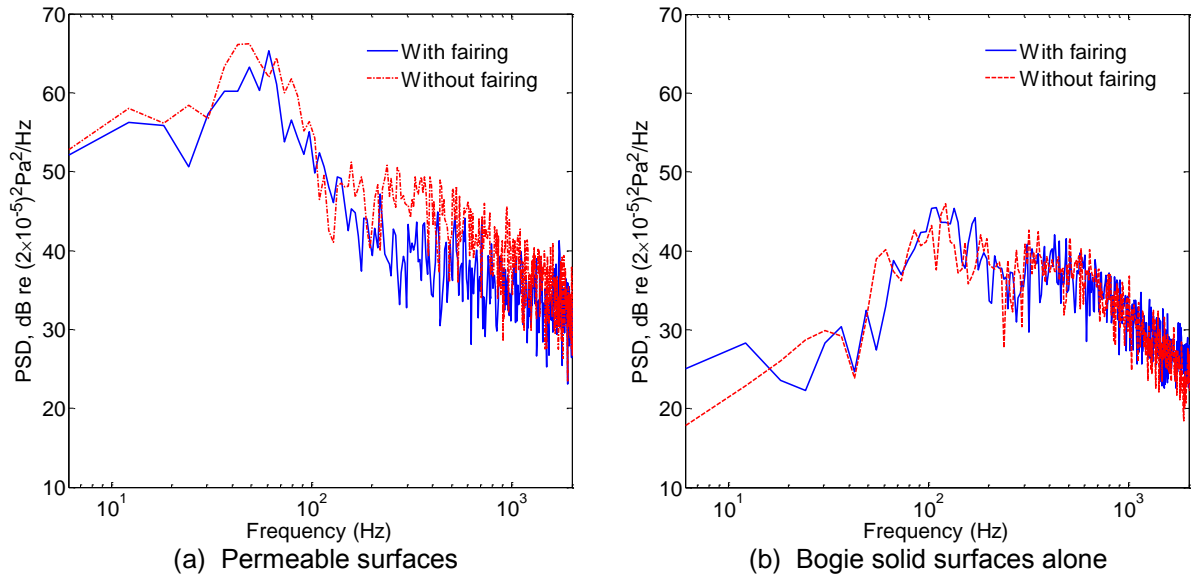 70
60
50
40
30
20
10
PSD, dB re (2×10⁻⁵)²Pa²/Hz
With fairing
Without fairing
10¹
10²
10³
Frequency (Hz)
(a) Permeable surfaces
70
60
50
40
30
20
10
PSD, dB re (2×10⁻⁵)²Pa²/Hz
With fairing
Without fairing
10¹
10²
10³
Frequency (Hz)
(b) Bogie solid surfaces alone